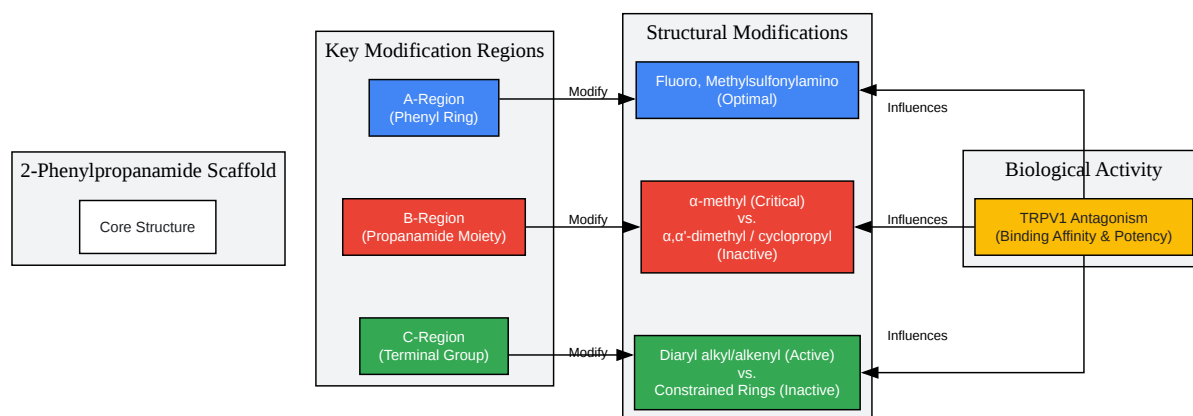 2-Phenylpropanamide Scaffold
Core Structure
Key Modification Regions
A-Region
(Phenyl Ring)
B-Region
(Propanamide Moiety)
C-Region
(Terminal Group)
Modify
Modify
Modify
Structural Modifications
Fluoro, Methylsulfonylamino
(Optimal)
α-methyl (Critical)
vs.
α,α'-dimethyl / cyclopropyl
(Inactive)
Diaryl alkyl/alkenyl (Active)
vs.
Constrained Rings (Inactive)
Influences
Influences
Influences
Biological Activity
TRPV1 Antagonism
(Binding Affinity & Potency)